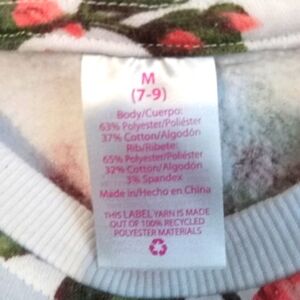 M
(7-9)
Body/Cuerpo:
63% Polyester/Poliéster
37% Cotton/Algodón
Rib/Ribete:
65% Polyester/Poliéster
32% Cotton/Algodón
3% Spandex
Made in/Hecho en China
THIS LABEL YARN IS MADE
OUT OF 100% RECYCLED
POLYESTER MATERIALS